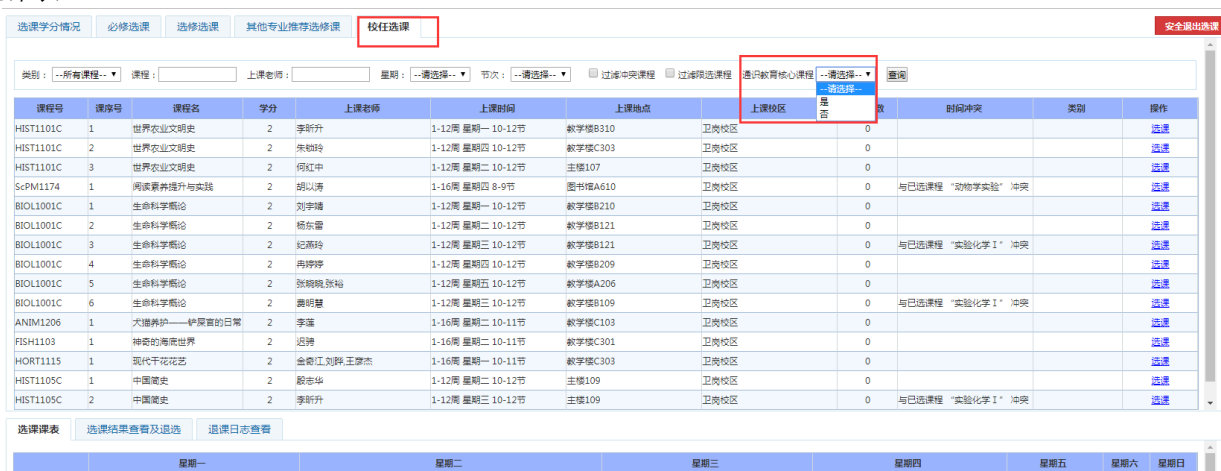 选课学分情况 必修选课 选修选课 其他专业推荐选修课 校任选课 安全退出选课
类别： --所有课程-- 课程： 上课老师： 星期： --请选择-- 节次： --请选择-- 过滤冲突课程 过滤限选课程 通识教育核心课程 --请选择-- 查询
--请选择--
是
否
课程号 课序号 课程名 学分 上课老师 上课时间 上课地点 上课校区 数 时间冲突 类别 操作
HIST1101C 1 世界农业文明史 2 李昕升 1-12周 星期一 10-12节 教学楼B310 卫岗校区 0 选课
HIST1101C 2 世界农业文明史 2 朱锁玲 1-12周 星期四 10-12节 教学楼C303 卫岗校区 0 选课
HIST1101C 3 世界农业文明史 2 何红中 1-12周 星期二 10-12节 主楼107 卫岗校区 0 选课
ScPM1174 1 阅读素养提升与实践 2 胡以涛 1-16周 星期四 8-9节 图书馆A610 卫岗校区 0 与已选课程 “动物学实验” 冲突 选课
BIOL1001C 1 生命科学概论 2 刘宇婧 1-12周 星期一 10-12节 教学楼B210 卫岗校区 0 选课
BIOL1001C 2 生命科学概论 2 杨东雷 1-12周 星期二 10-12节 教学楼B121 卫岗校区 0 选课
BIOL1001C 3 生命科学概论 2 纪燕玲 1-12周 星期三 10-12节 教学楼B121 卫岗校区 0 与已选课程 “实验化学Ⅰ” 冲突 选课
BIOL1001C 4 生命科学概论 2 冉婷婷 1-12周 星期四 10-12节 教学楼B209 卫岗校区 0 选课
BIOL1001C 5 生命科学概论 2 张晓晓,张裕 1-12周 星期五 10-12节 教学楼A206 卫岗校区 0 选课
BIOL1001C 6 生命科学概论 2 窦明慧 1-12周 星期三 10-12节 教学楼B109 卫岗校区 0 与已选课程 “实验化学Ⅰ” 冲突 选课
ANIM1206 1 犬猫养护——铲屎官的日常 2 李莲 1-16周 星期二 10-11节 教学楼C103 卫岗校区 0 选课
FISH1103 1 神奇的海底世界 2 迟骋 1-16周 星期二 10-11节 教学楼C301 卫岗校区 0 选课
HORT1115 1 现代干花花艺 2 金奇江,刘晔,王彦杰 1-16周 星期一 10-11节 教学楼C303 卫岗校区 0 选课
HIST1105C 1 中国简史 2 殷志华 1-12周 星期二 10-12节 主楼109 卫岗校区 0 选课
HIST1105C 2 中国简史 2 李昕升 1-12周 星期三 10-12节 主楼109 卫岗校区 0 与已选课程 “实验化学Ⅰ” 冲突 选课
选课课表 选课结果查看及退选 退课日志查看
星期一 星期二 星期三 星期四 星期五 星期六 星期日